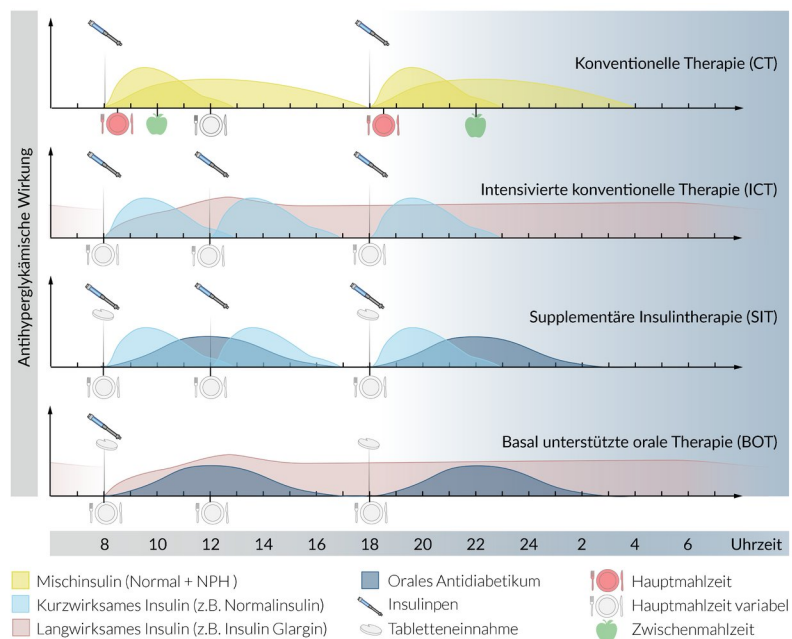 Antihyperglykämische Wirkung
Konventionelle Therapie (CT)
Intensivierte konventionelle Therapie (ICT)
Supplementäre Insulintherapie (SIT)
Basal unterstützte orale Therapie (BOT)
8 10 12 14 16 18 20 22 24 2 4 6 Uhrzeit
Mischinsulin (Normal + NPH )
Kurzwirksames Insulin (z.B. Normalinsulin)
Langwirksames Insulin (z.B. Insulin Glargin)
Orales Antidiabetikum
Insulinpen
Tabletteneinnahme
Hauptmahlzeit
Hauptmahlzeit variabel
Zwischenmahlzeit